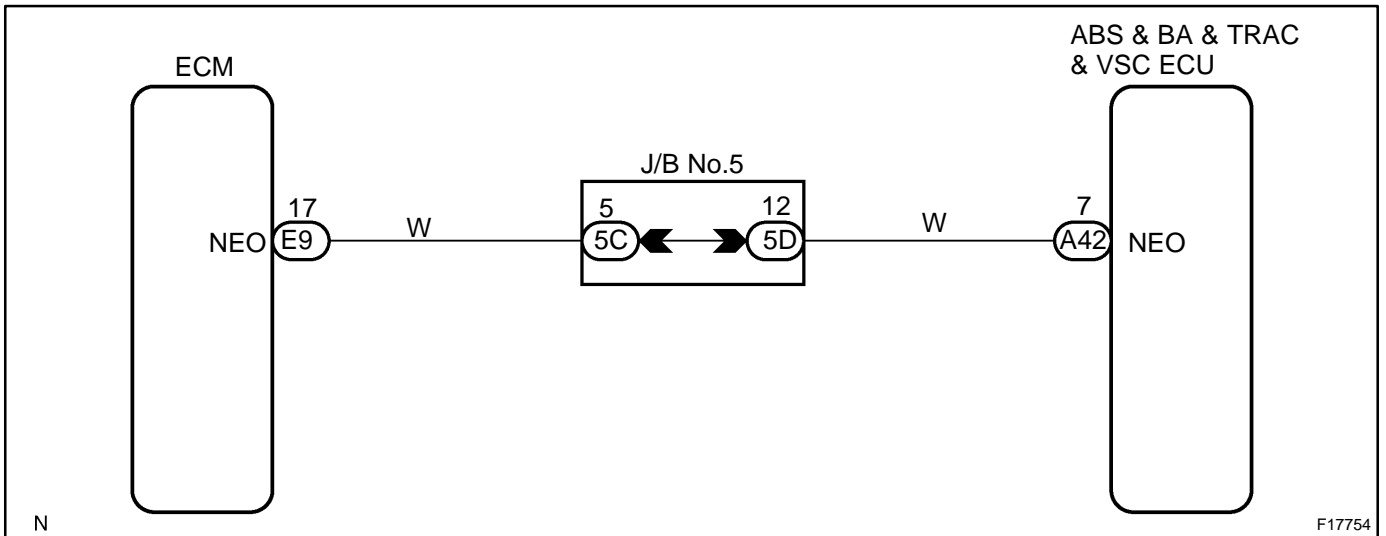 ABS & BA & TRAC
& VSC ECU
ECM
J/B No.5
17
5
12
7
W
W
NEO
E9
5C
5D
A42
NEO
N
F17754